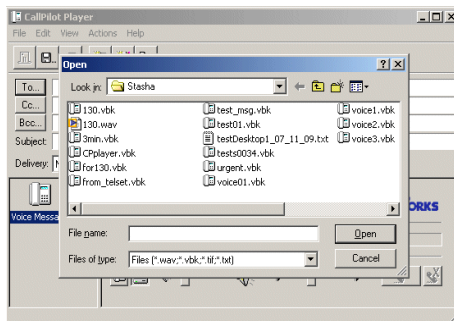 CallPilot Player
File Edit View Actions Help
Open
Look in: Stasha
To...
Cc...
Bcc...
Subject:
Delivery: N
130.vbk
130.wav
3min.vbk
CPplayer.vbk
for130.vbk
from_telset.vbk
test_msg.vbk
test01.vbk
testDesktop1_07_11_09.txt
tests0034.vbk
urgent.vbk
voice01.vbk
voice1.vbk
voice2.vbk
voice3.vbk
Voice Messa
ORKS
File name:
Open
Files of type: Files (*.wav;*.vbk;*.tif;*.txt)
Cancel